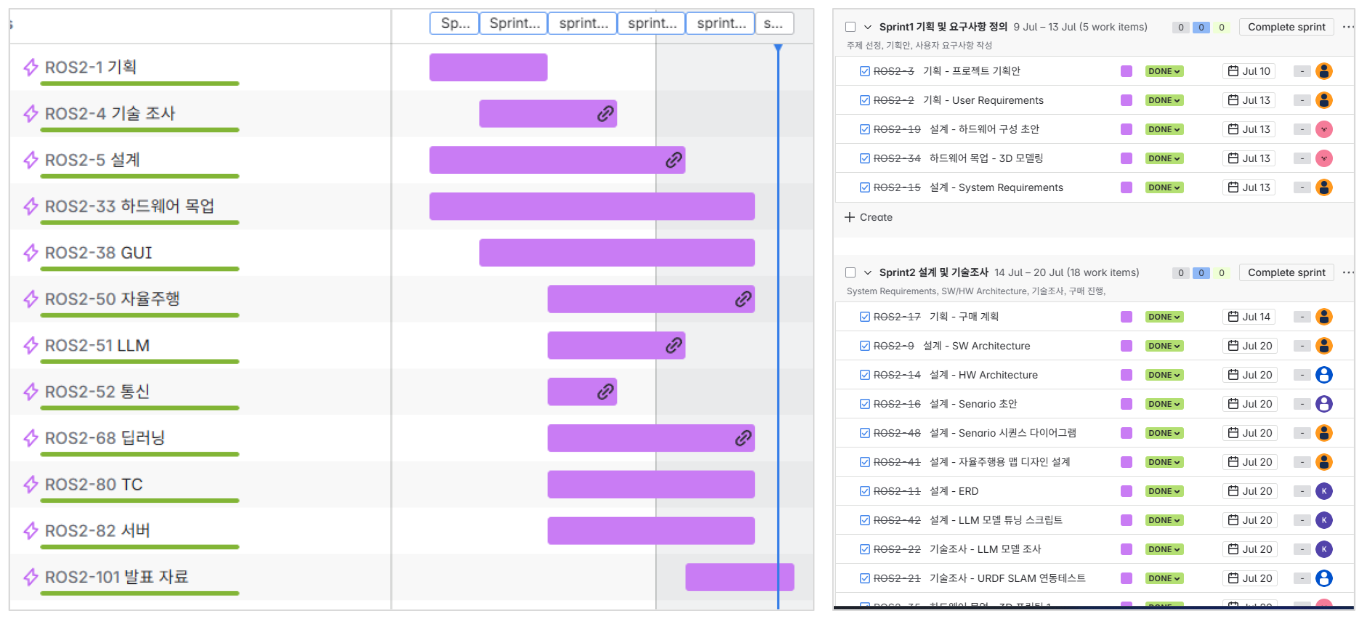 Sp...
Sprint...
sprint...
sprint...
sprint...
s...
ROS2-1 기획
ROS2-4 기술 조사
ROS2-5 설계
ROS2-33 하드웨어 목업
ROS2-38 GUI
ROS2-50 자율주행
ROS2-51 LLM
ROS2-52 통신
ROS2-68 딥러닝
ROS2-80 TC
ROS2-82 서버
ROS2-101 발표 자료
Sprint1 기획 및 요구사항 정의 9 Jul – 13 Jul (5 work items) 0 0 0 Complete sprint ...
주제 선정, 기획안, 사용자 요구사항 작성
ROS2-3 기획 - 프로젝트 기획안 DONE Jul 10 -
ROS2-2 기획 - User Requirements DONE Jul 13 -
ROS2-10 설계 - 하드웨어 구성 초안 DONE Jul 13 -
ROS2-34 하드웨어 목업 - 3D 모델링 DONE Jul 13 -
ROS2-15 설계 - System Requirements DONE Jul 13 -
+ Create
Sprint2 설계 및 기술조사 14 Jul – 20 Jul (18 work items) 0 0 0 Complete sprint ...
System Requirements, SW/HW Architecture, 기술조사, 구매 진행,
ROS2-17 기획 - 구매 계획 DONE Jul 14 -
ROS2-9 설계 - SW Architecture DONE Jul 20 -
ROS2-14 설계 - HW Architecture DONE Jul 20 -
ROS2-16 설계 - Senario 초안 DONE Jul 20 -
ROS2-48 설계 - Senario 시퀀스 다이어그램 DONE Jul 20 -
ROS2-41 설계 - 자율주행용 맵 디자인 설계 DONE Jul 20 -
ROS2-11 설계 - ERD DONE Jul 20 - K
ROS2-42 설계 - LLM 모델 튜닝 스크립트 DONE Jul 20 - K
ROS2-22 기술조사 - LLM 모델 조사 DONE Jul 20 - K
ROS2-21 기술조사 - URDF SLAM 연동테스트 DONE Jul 20 -